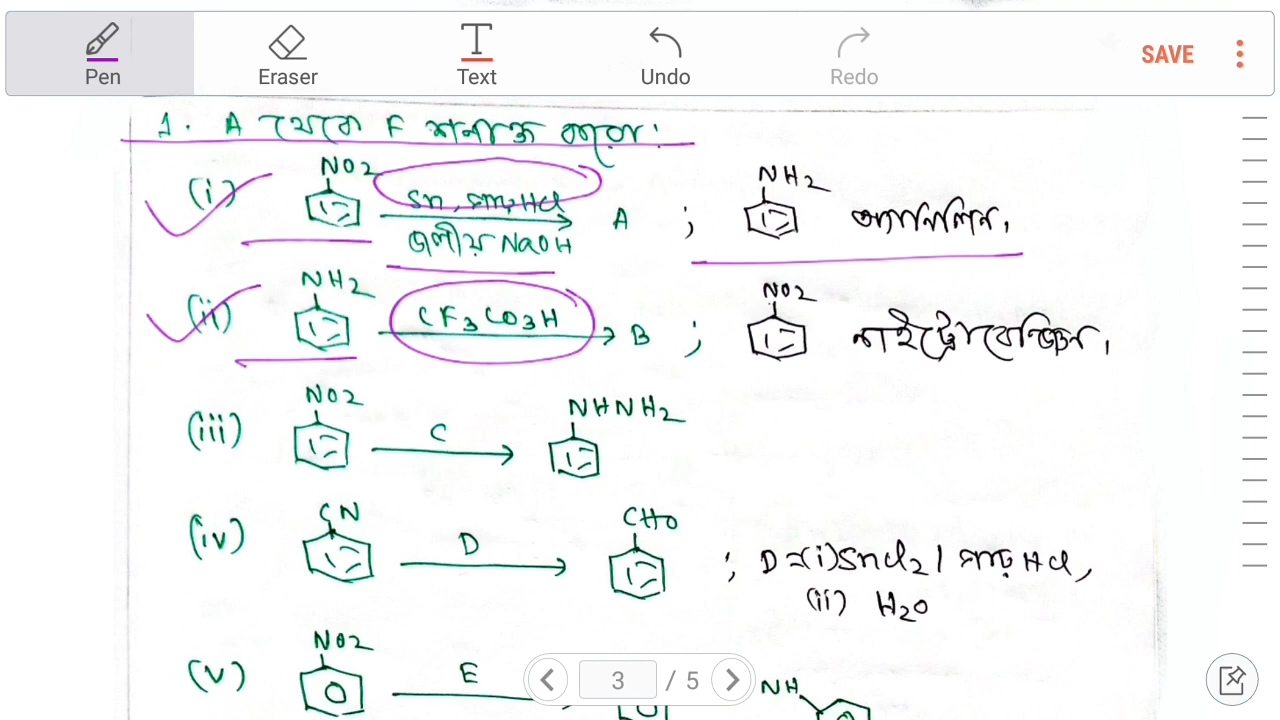 Pen Eraser Text Undo Redo SAVE
1. A থেকে F শনাক্ত করো:
(i) NO2 Sn, গাঢ় HCl জলীয় NaOH A ; NH2 অ্যানিলিন।
(ii) NH2 CF3CO3H B ; NO2 নাইট্রোবেন্জিন।
(iii) NO2 C NHNH2
(iv) CN D CHO ; D=(i)SnCl2/গাঢ় HCl,
(ii) H2O
(v) NO2 E NH
3 / 5